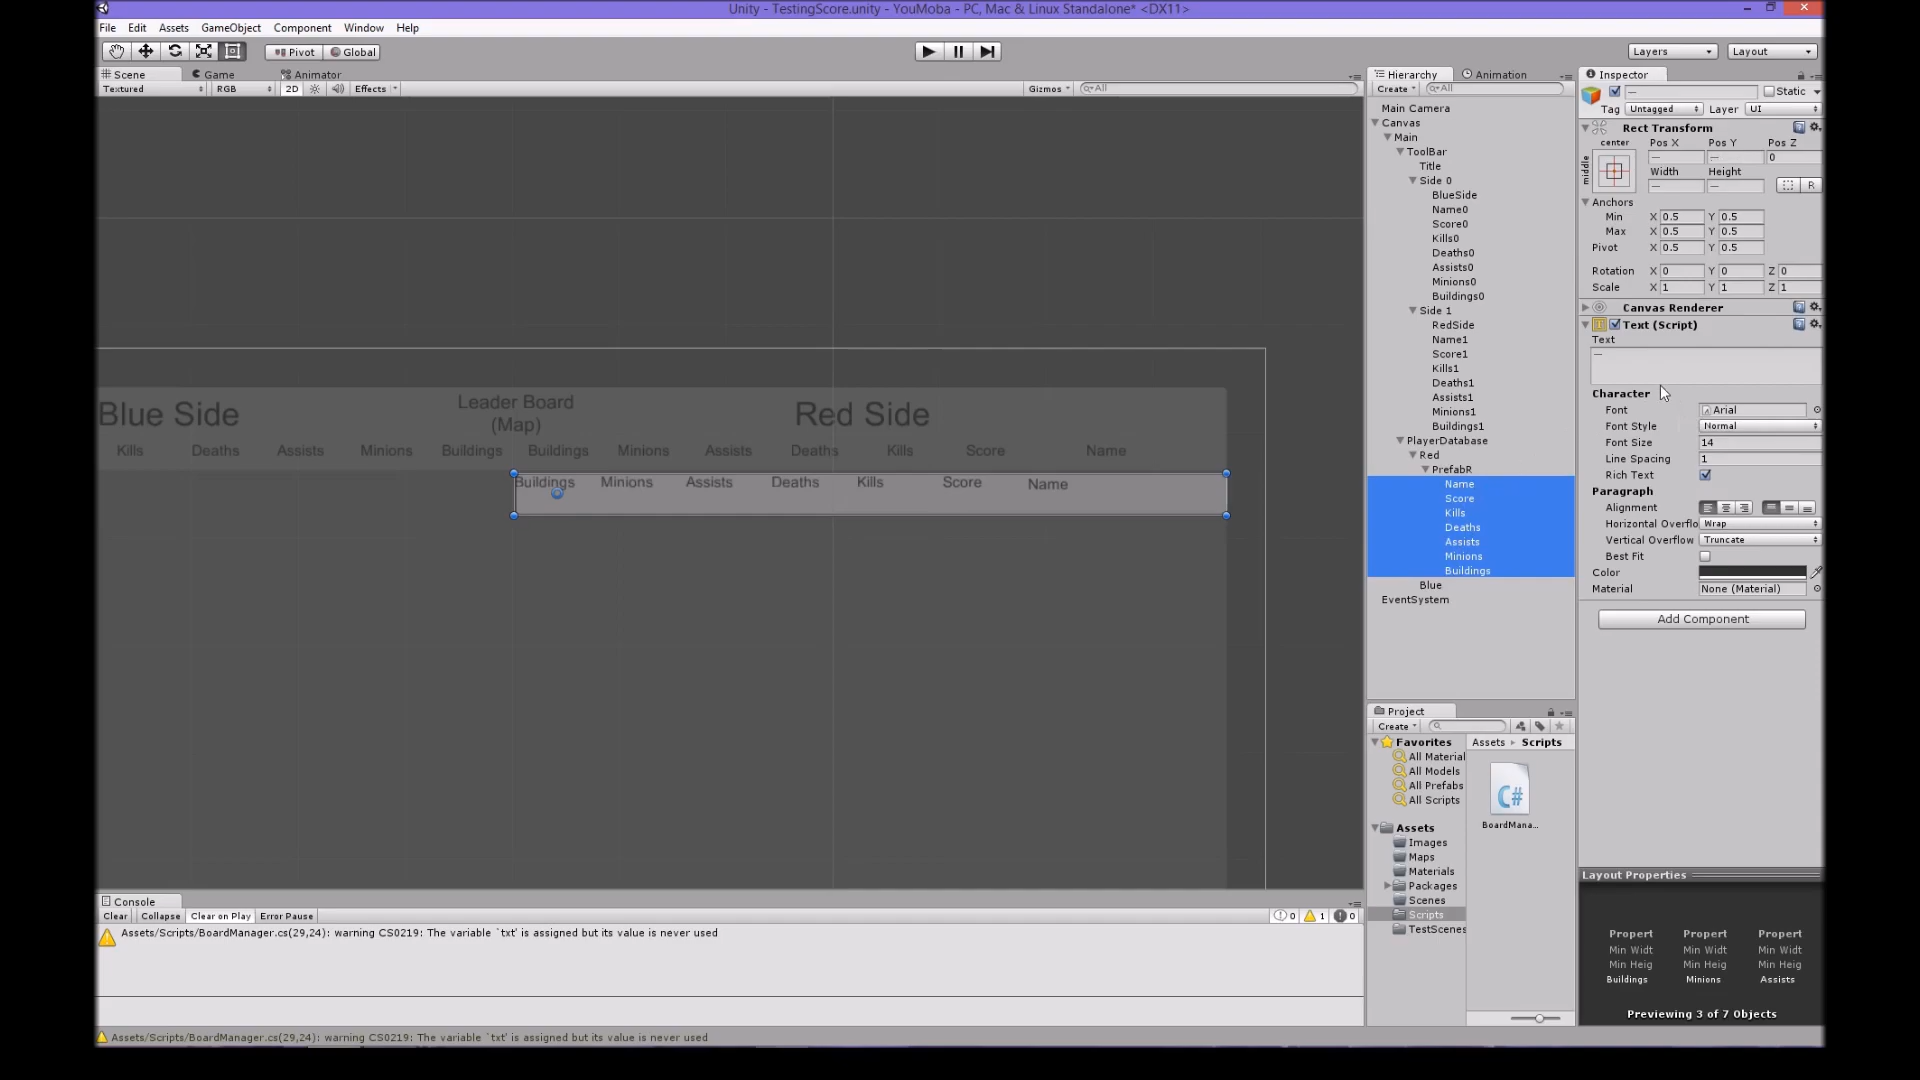 Unity - TestingScore.unity - YouMoba - PC, Mac & Linux Standalone* <DX11>
File Edit Assets GameObject Component Window Help
Pivot Global
Layers Layout
Scene Game Animator
Textured RGB 2D Effects Gizmos All
Blue Side
Leader Board
(Map)
Red Side
Kills Deaths Assists Minions Buildings Buildings Minions Assists Deaths Kills Score Name
Buildings Minions Assists Deaths Kills Score Name
Hierarchy Animation
Create All
Main Camera
Canvas
Main
ToolBar
Title
Side 0
BlueSide
Name0
Score0
Kills0
Deaths0
Assists0
Minions0
Buildings0
Side 1
RedSide
Name1
Score1
Kills1
Deaths1
Assists1
Minions1
Buildings1
PlayerDatabase
Red
PrefabR
Name
Score
Kills
Deaths
Assists
Minions
Buildings
Blue
EventSystem
Inspector
— Static
Tag Untagged Layer UI
Rect Transform
center Pos X Pos Y Pos Z
middle
— — 0
Width Height
— — R
Anchors
Min X 0.5 Y 0.5
Max X 0.5 Y 0.5
Pivot X 0.5 Y 0.5
Rotation X 0 Y 0 Z 0
Scale X 1 Y 1 Z 1
Canvas Renderer
Text (Script)
Text
—
Character
Font Arial
Font Style Normal
Font Size 14
Line Spacing 1
Rich Text
Paragraph
Alignment
Horizontal Overflo Wrap
Vertical Overflow Truncate
Best Fit
Color
Material None (Material)
Add Component
Project
Create
Favorites
All Material
All Models
All Prefabs
All Scripts
Assets
Images
Maps
Materials
Packages
Scenes
Scripts
TestScenes
Assets Scripts
C#
BoardMana...
Layout Properties
Propert Propert Propert
Min Widt Min Widt Min Widt
Min Heig Min Heig Min Heig
Buildings Minions Assists
Previewing 3 of 7 Objects
Console
Clear Collapse Clear on Play Error Pause 0 1 0
Assets/Scripts/BoardManager.cs(29,24): warning CS0219: The variable `txt' is assigned but its value is never used
Assets/Scripts/BoardManager.cs(29,24): warning CS0219: The variable `txt' is assigned but its value is never used